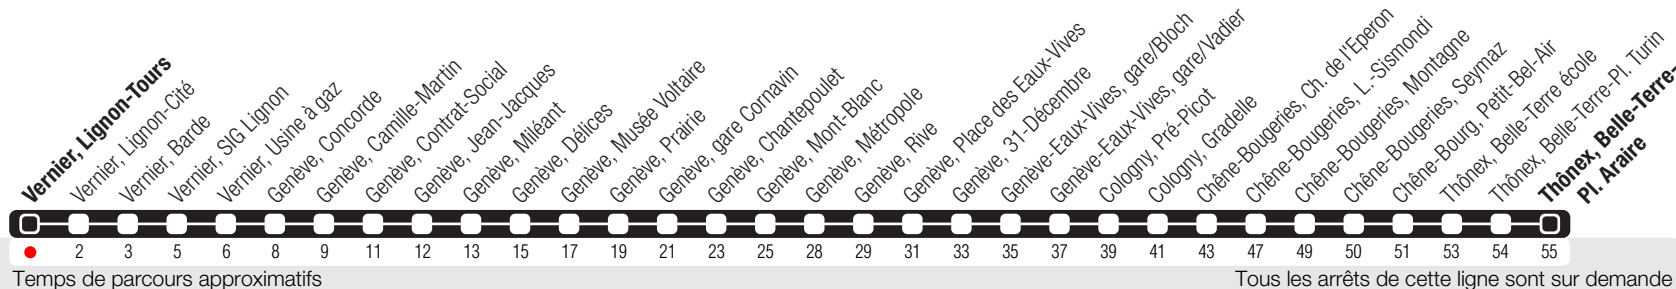 Vernier, Lignon-Tours
Vernier, Lignon-Cité
Vernier, Barde
Vernier, SIG Lignon
Vernier, Usine à gaz
Genève, Concorde
Genève, Camille-Martin
Genève, Contrat-Social
Genève, Jean-Jacques
Genève, Miléant
Genève, Délices
Genève, Musée Voltaire
Genève, Prairie
Genève, gare Cornavin
Genève, Chantepoulet
Genève, Mont-Blanc
Genève, Métropole
Genève, Rive
Genève, Place des Eaux-Vives
Genève, 31-Décembre
Genève-Eaux-Vives, gare/Bloch
Genève-Eaux-Vives, gare/Vadier
Cologny, Pré-Picot
Cologny, Gradelle
Chêne-Bougeries, Ch. de l'Eperon
Chêne-Bougeries, L.-Sismondi
Chêne-Bougeries, Montagne
Chêne-Bougeries, Seymaz
Chêne-Bourg, Petit-Bel-Air
Thônex, Belle-Terre école
Thônex, Belle-Terre-Pl. Turin
Thônex, Belle-Terre-
Pl. Araire
2 3 5 6 8 9 11 12 13 15 17 19 21 23 25 28 29 31 33 35 37 39 41 43 47 49 50 51 53 54 55
Temps de parcours approximatifs
Tous les arrêts de cette ligne sont sur demande